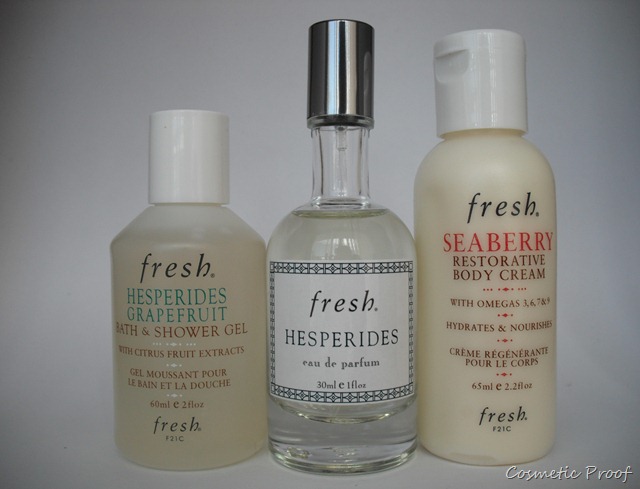 fresh.
HESPERIDES
GRAPEFRUIT
BATH & SHOWER GEL
WITH CITRUS FRUIT EXTRACTS
GEL MOUSSANT POUR
LE BAIN ET LA DOUCHE
60ml e 2floz
fresh.
F21C
fresh.
HESPERIDES
eau de parfum
30ml e 1floz
fresh.
SEABERRY
RESTORATIVE
BODY CREAM
WITH OMEGAS 3,6,7&9
HYDRATES & NOURISHES
CRÈME RÉGÉNÉRANTE
POUR LE CORPS
65ml e 2.2floz
fresh.
F21C
Cosmetic Proof